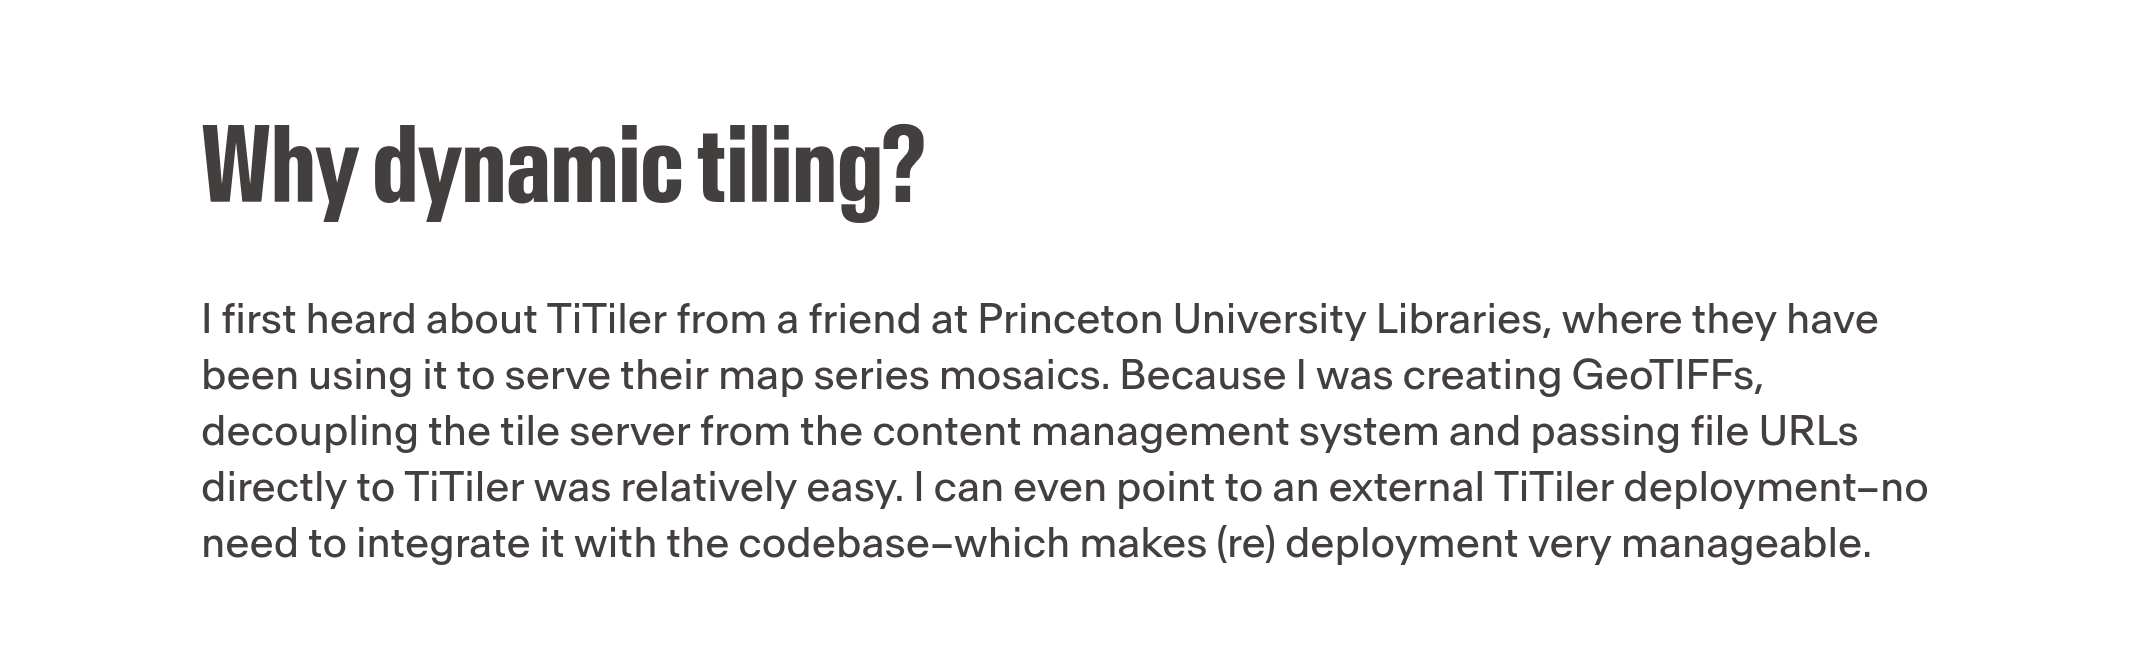 Why dynamic tiling?
I first heard about TiTiler from a friend at Princeton University Libraries, where they have
been using it to serve their map series mosaics. Because I was creating GeoTIFFs,
decoupling the tile server from the content management system and passing file URLs
directly to TiTiler was relatively easy. I can even point to an external TiTiler deployment–no
need to integrate it with the codebase–which makes (re) deployment very manageable.